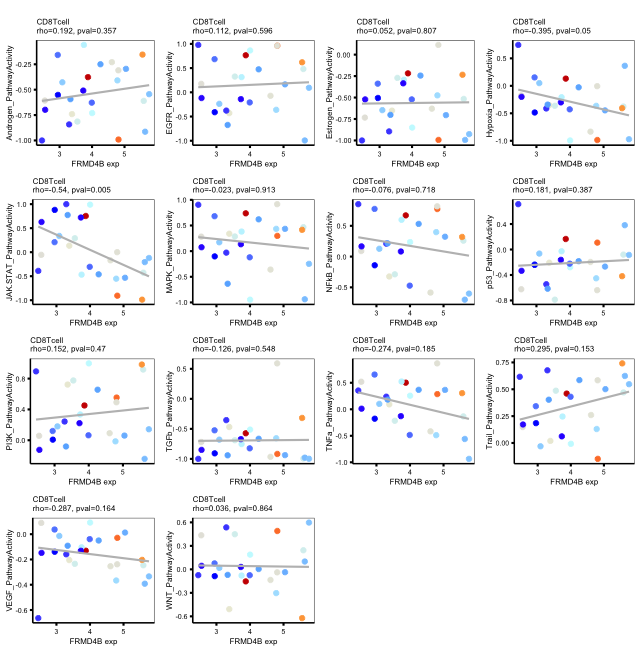 CD8Tcell
rho=0.192, pval=0.357
Androgen_PathwayActivity
-0.25
-0.50
-0.75
-1.00
3 4 5
FRMD4B exp
CD8Tcell
rho=0.112, pval=0.596
EGFR_PathwayActivity
1.0
0.5
0.0
-0.5
-1.0
3 4 5
FRMD4B exp
CD8Tcell
rho=0.052, pval=0.807
Estrogen_PathwayActivity
0.00
-0.25
-0.50
-0.75
-1.00
3 4 5
FRMD4B exp
CD8Tcell
rho=-0.395, pval=0.05
Hypoxia_PathwayActivity
0.5
0.0
-0.5
-1.0
3 4 5
FRMD4B exp
CD8Tcell
rho=-0.54, pval=0.005
JAK-STAT_PathwayActivity
1.0
0.5
0.0
-0.5
-1.0
3 4 5
FRMD4B exp
CD8Tcell
rho=-0.023, pval=0.913
MAPK_PathwayActivity
1.0
0.5
0.0
-0.5
-1.0
3 4 5
FRMD4B exp
CD8Tcell
rho=-0.076, pval=0.718
NFkB_PathwayActivity
0.5
0.0
-0.5
3 4 5
FRMD4B exp
CD8Tcell
rho=0.181, pval=0.387
p53_PathwayActivity
0.4
0.0
-0.4
-0.8
3 4 5
FRMD4B exp
CD8Tcell
rho=0.152, pval=0.47
PI3K_PathwayActivity
0.8
0.4
0.0
3 4 5
FRMD4B exp
CD8Tcell
rho=-0.126, pval=0.548
TGFb_PathwayActivity
0.5
0.0
-0.5
-1.0
3 4 5
FRMD4B exp
CD8Tcell
rho=-0.274, pval=0.185
TNFa_PathwayActivity
0.5
0.0
-0.5
-1.0
3 4 5
FRMD4B exp
CD8Tcell
rho=0.295, pval=0.153
Trail_PathwayActivity
0.75
0.50
0.25
0.00
3 4 5
FRMD4B exp
CD8Tcell
rho=-0.287, pval=0.164
VEGF_PathwayActivity
0.0
-0.2
-0.4
-0.6
3 4 5
FRMD4B exp
CD8Tcell
rho=0.036, pval=0.864
WNT_PathwayActivity
0.6
0.3
0.0
-0.3
-0.6
3 4 5
FRMD4B exp